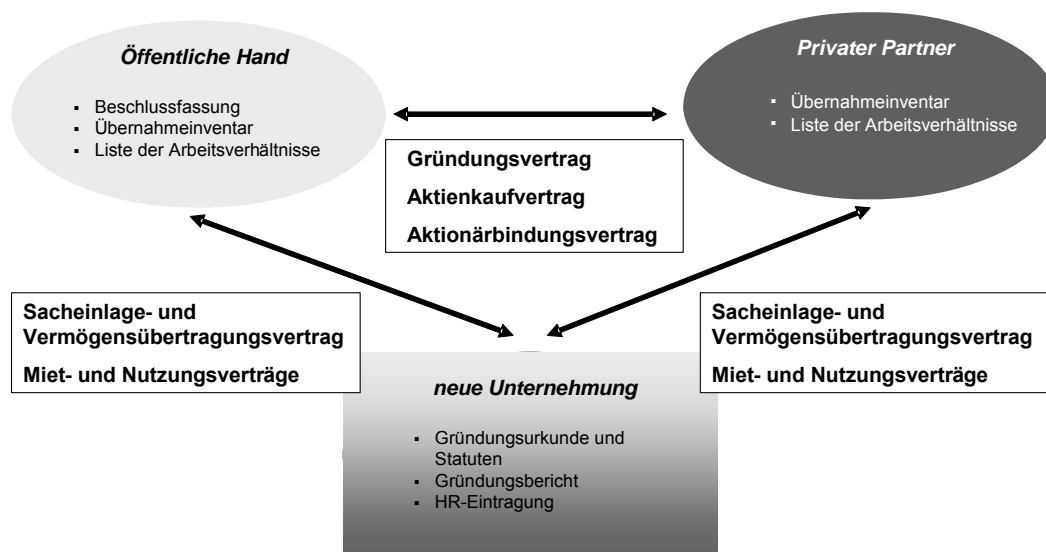 Öffentliche Hand
▪ Beschlussfassung
▪ Übernahmeinventar
▪ Liste der Arbeitsverhältnisse
Privater Partner
▪ Übernahmeinventar
▪ Liste der Arbeitsverhältnisse
Gründungsvertrag
Aktienkaufvertrag
Aktionärbindungsvertrag
Sacheinlage- und
Vermögensübertragungsvertrag
Miet- und Nutzungsverträge
Sacheinlage- und
Vermögensübertragungsvertrag
Miet- und Nutzungsverträge
neue Unternehmung
▪ Gründungsurkunde und
Statuten
▪ Gründungsbericht
▪ HR-Eintragung